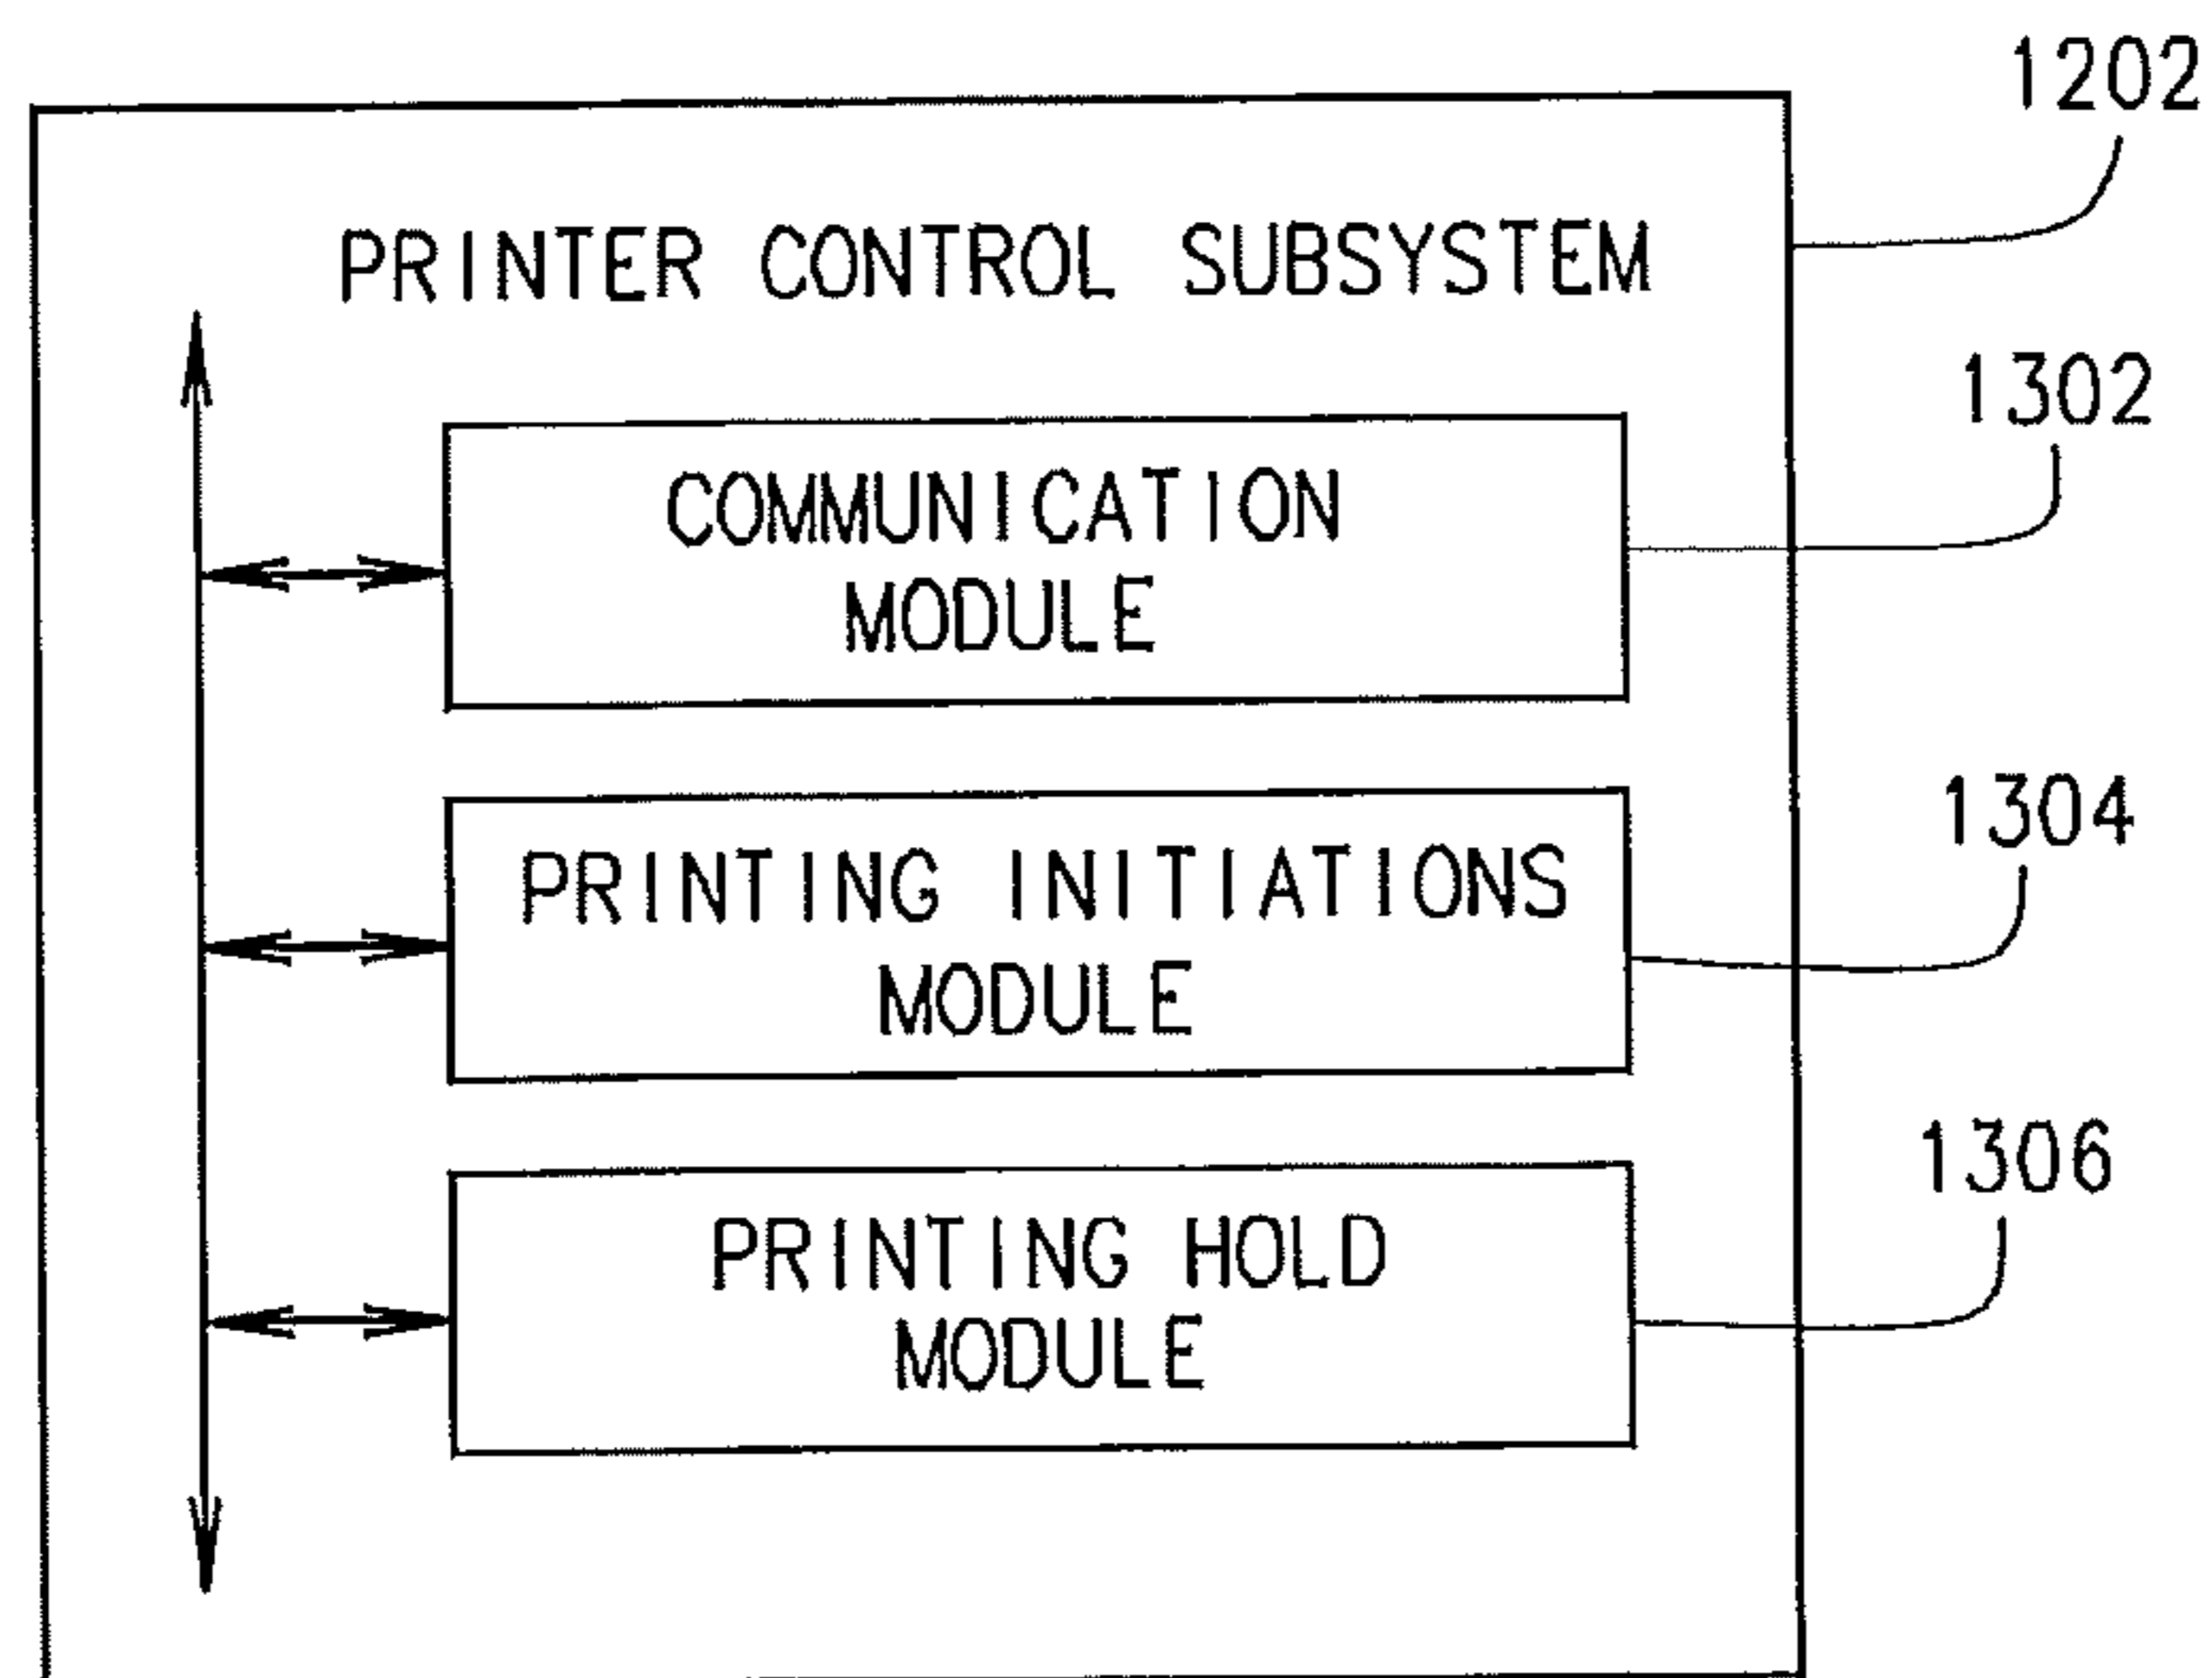 1202
PRINTER CONTROL SUBSYSTEM
1302
COMMUNICATION
MODULE
1304
PRINTING INITIATIONS
MODULE
1306
PRINTING HOLD
MODULE